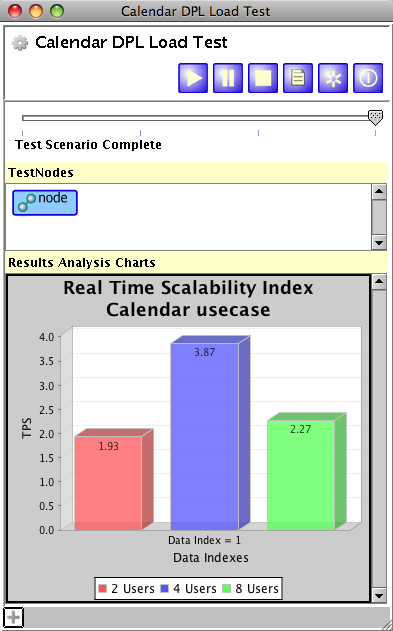 Calendar DPL Load Test
Calendar DPL Load Test
Test Scenario Complete
TestNodes
node
Results Analysis Charts
Real Time Scalability Index
Calendar usecase
4.0
3.5
3.0
2.5
2.0
1.5
1.0
0.5
0.0
TPS
1.93
3.87
2.27
Data Index = 1
Data Indexes
2 Users 4 Users 8 Users